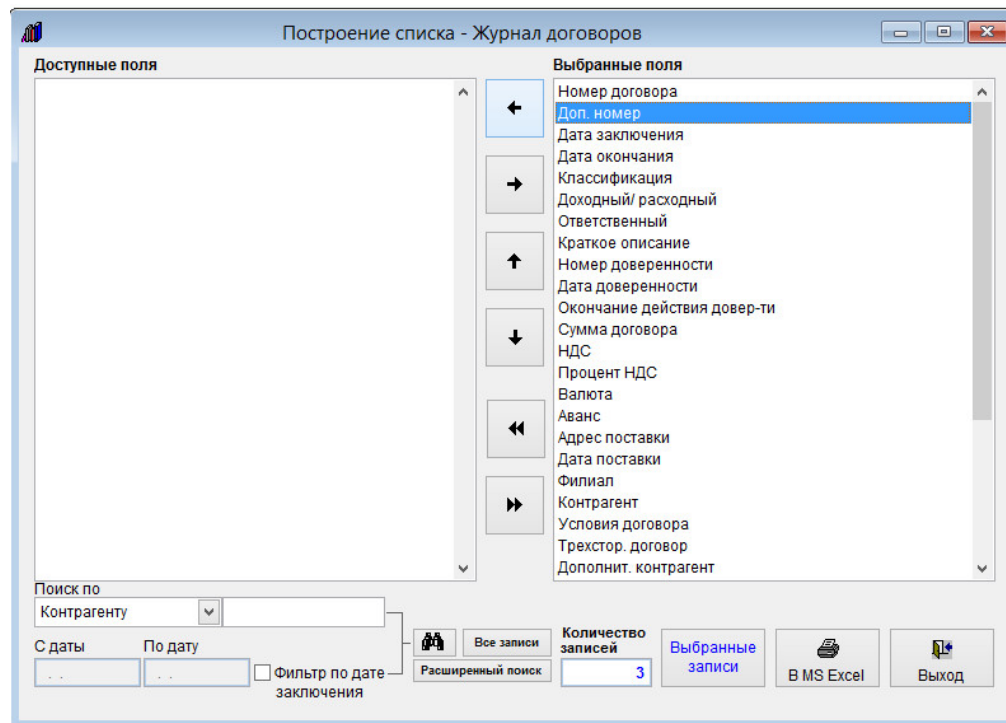 Построение списка - Журнал договоров
Доступные поля
Выбранные поля
Номер договора
Доп. номер
Дата заключения
Дата окончания
Классификация
Доходный/ расходный
Ответственный
Краткое описание
Номер доверенности
Дата доверенности
Окончание действия довер-ти
Сумма договора
НДС
Процент НДС
Валюта
Аванс
Адрес поставки
Дата поставки
Филиал
Контрагент
Условия договора
Трехстор. договор
Дополнит. контрагент
Поиск по
Контрагенту
С даты
По дату
. .
. .
Фильтр по дате
заключения
Все записи
Расширенный поиск
Количество
записей
3
Выбранные
записи
В MS Excel
Выход